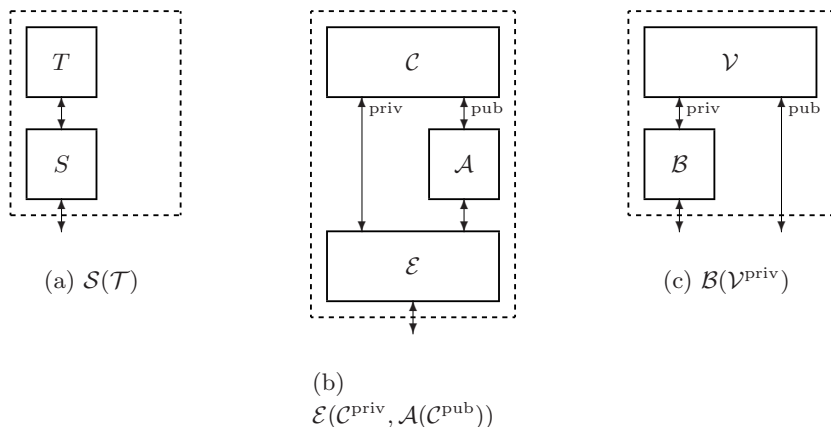 T
C
V
priv
pub
priv
pub
S
A
B
E
(a) S(T)
(c) B(V^priv)
(b)
E(C^priv, A(C^pub))